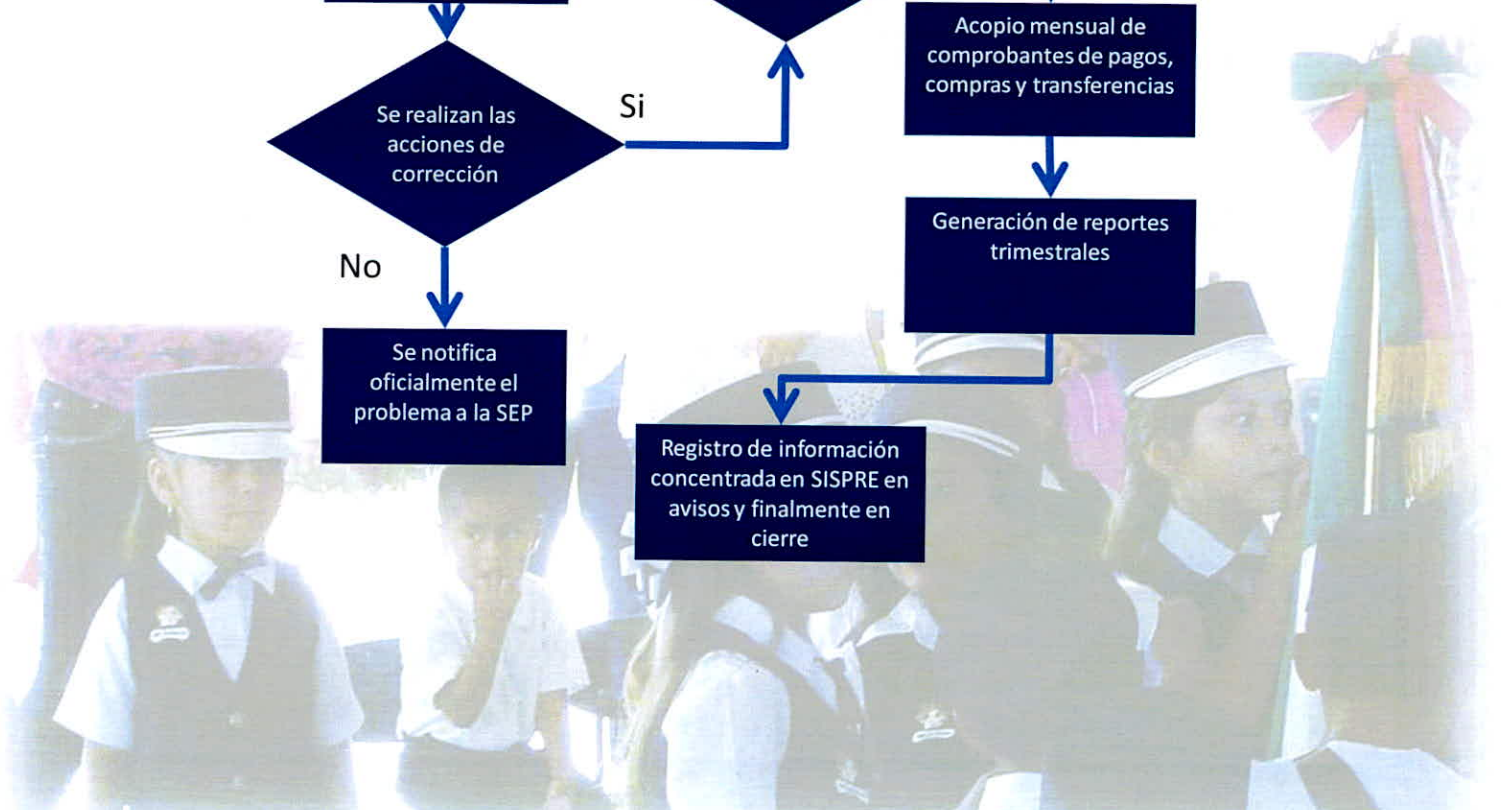 Se realizan las
acciones de
corrección
Si
No
Se notifica
oficialmente el
problema a la SEP
Acopio mensual de
comprobantes de pagos,
compras y transferencias
Generación de reportes
trimestrales
Registro de información
concentrada en SISPRE en
avisos y finalmente en
cierre